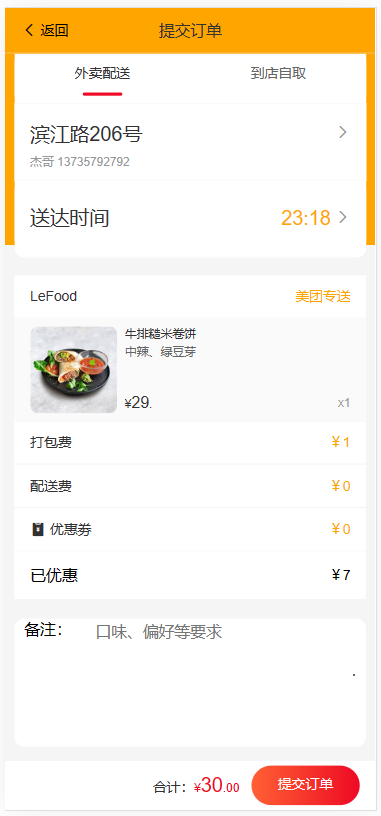 返回
提交订单
外卖配送
到店自取
滨江路206号
杰哥 13735792792
送达时间
23:18
LeFood
美团专送
牛排糙米卷饼
中辣、绿豆芽
¥29.
x1
打包费
￥1
配送费
￥0
优惠券
￥0
已优惠
￥7
备注：
口味、偏好等要求
合计：¥30.00
提交订单